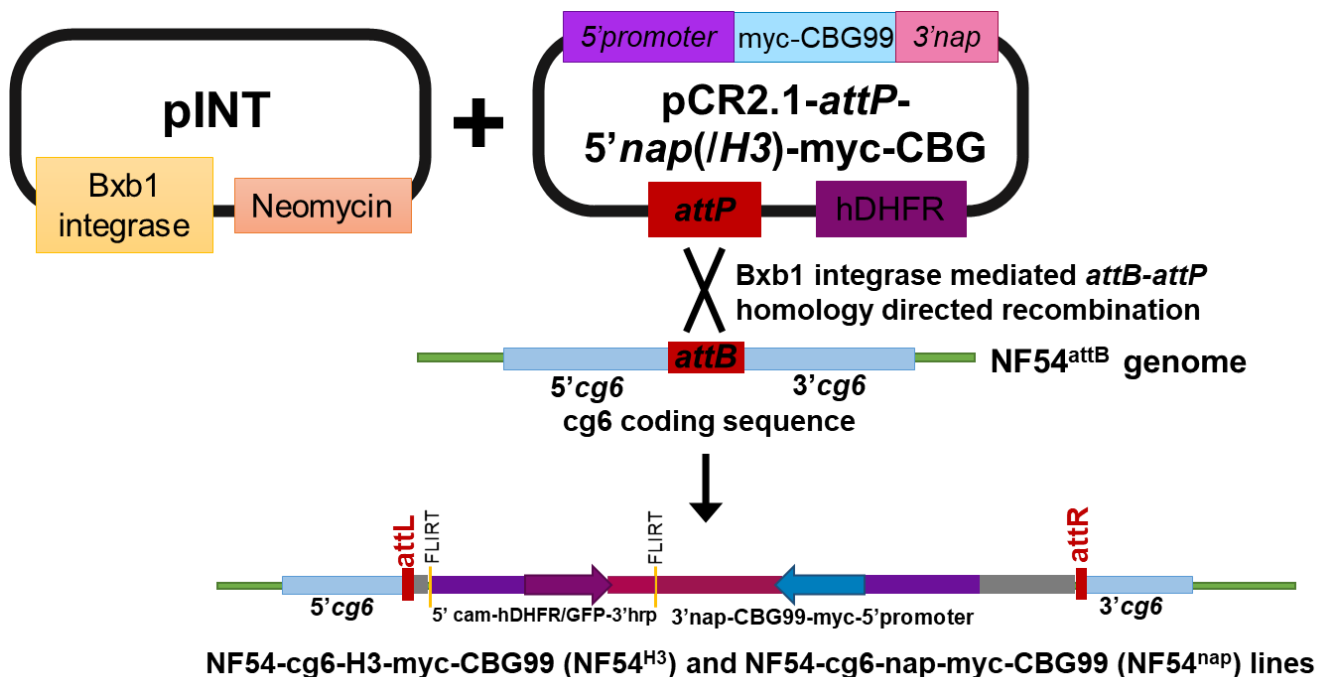 5'promoter myc-CBG99 3'nap
pINT
+
pCR2.1-attP-
5'nap(/H3)-myc-CBG
Bxb1
integrase
Neomycin
attP
hDHFR
Bxb1 integrase mediated attB-attP
homology directed recombination
attB
NF54attB genome
5'cg6
3'cg6
cg6 coding sequence
attL
FLIRT
FLIRT
attR
5'cg6
5' cam-hDHFR/GFP-3'hrp
3'nap-CBG99-myc-5'promoter
3'cg6
NF54-cg6-H3-myc-CBG99 (NF54H3) and NF54-cg6-nap-myc-CBG99 (NF54nap) lines